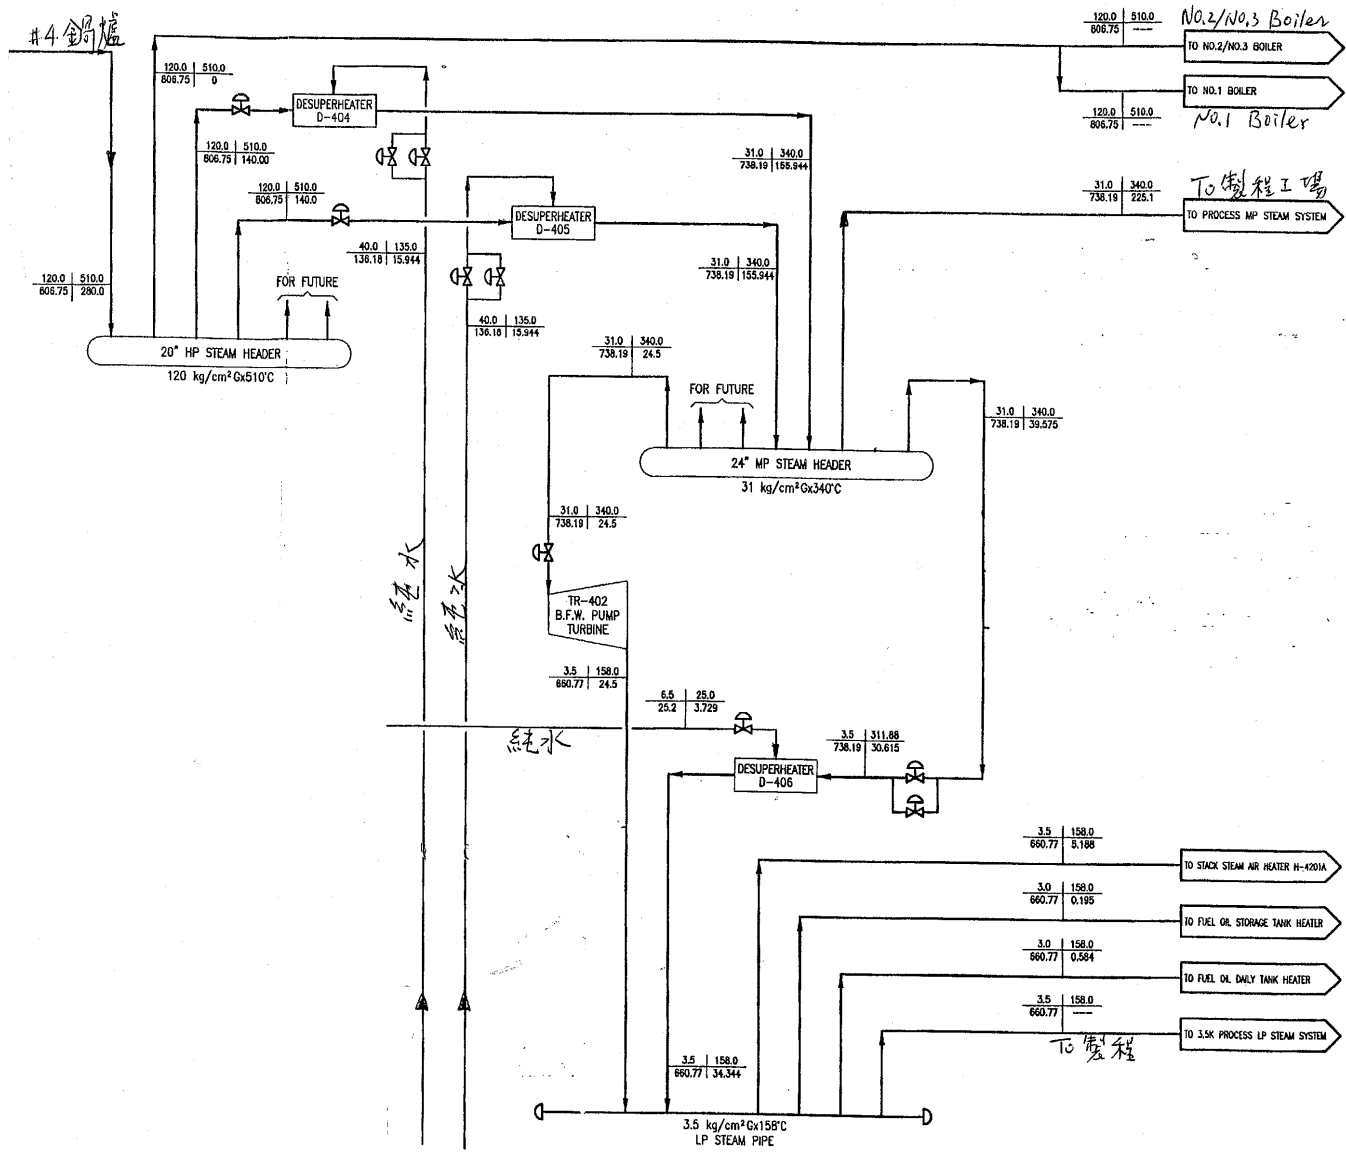 #4 鍋爐
120.0 510.0
806.75 ----
NO.2/NO.3 Boiler
TO NO.2/NO.3 BOILER
120.0 510.0
806.75 0
TO NO.1 BOILER
120.0 510.0
806.75 ----
NO.1 Boiler
DESUPERHEATER
D-404
120.0 510.0
806.75 140.00
31.0 340.0
738.19 155.944
120.0 510.0
806.75 140.0
31.0 340.0
738.19 225.1
To 製程工場
TO PROCESS MP STEAM SYSTEM
DESUPERHEATER
D-405
40.0 135.0
136.18 15.944
31.0 340.0
738.19 155.944
120.0 510.0
806.75 280.0
FOR FUTURE
40.0 135.0
136.18 15.944
20" HP STEAM HEADER
120 kg/cm²Gx510°C
31.0 340.0
738.19 24.5
FOR FUTURE
31.0 340.0
738.19 39.575
24" MP STEAM HEADER
31 kg/cm²Gx340°C
31.0 340.0
738.19 24.5
純水
純水
TR-402
B.F.W. PUMP
TURBINE
3.5 158.0
660.77 24.5
6.5 25.0
25.2 3.729
純水
3.5 311.88
738.19 30.615
DESUPERHEATER
D-406
3.5 158.0
660.77 5.188
TO STACK STEAM AIR HEATER H-4201A
3.0 158.0
660.77 0.195
TO FUEL OIL STORAGE TANK HEATER
3.0 158.0
660.77 0.584
TO FUEL OIL DAILY TANK HEATER
3.5 158.0
660.77 ----
TO 3.5K PROCESS LP STEAM SYSTEM
To 製程
3.5 158.0
660.77 34.344
3.5 kg/cm²Gx158°C
LP STEAM PIPE